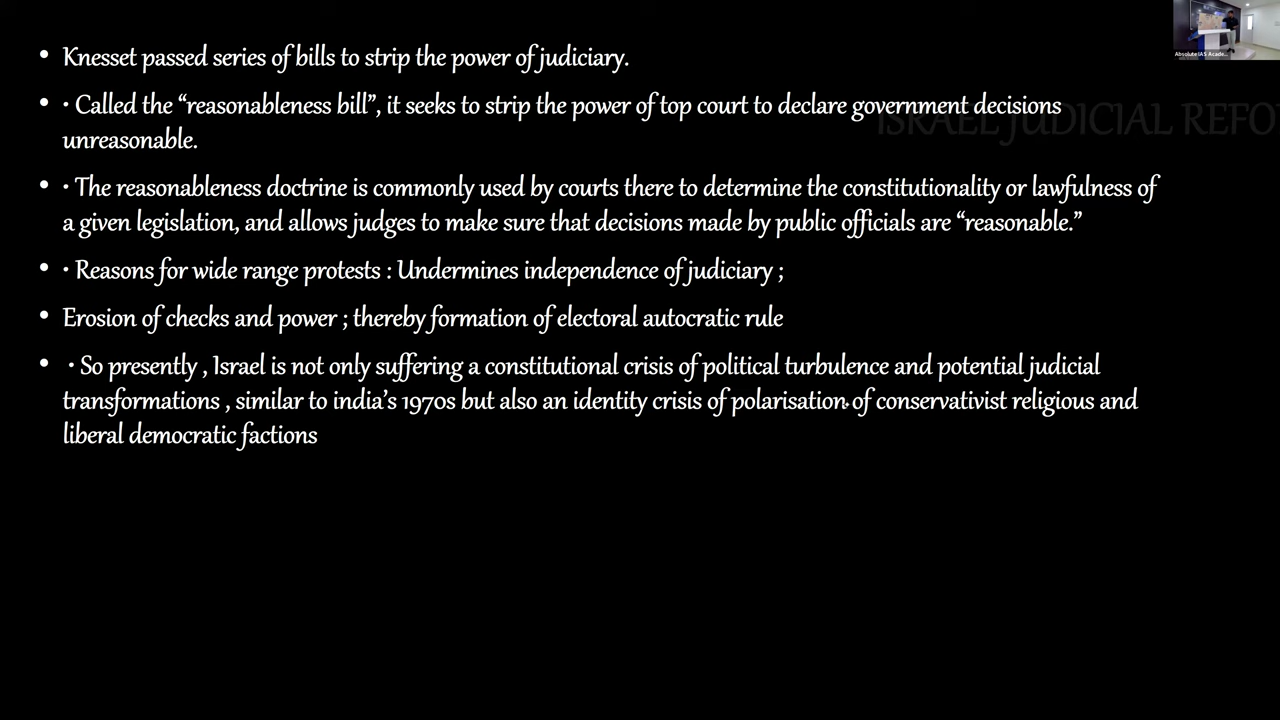 Absolute IAS Acade...
ISRAEL JUDICIAL REFO
• Knesset passed series of bills to strip the power of judiciary.
• • Called the “reasonableness bill”, it seeks to strip the power of top court to declare government decisions
unreasonable.
• • The reasonableness doctrine is commonly used by courts there to determine the constitutionality or lawfulness of
a given legislation, and allows judges to make sure that decisions made by public officials are “reasonable.”
• • Reasons for wide range protests : Undermines independence of judiciary ;
• Erosion of checks and power ; thereby formation of electoral autocratic rule
• • So presently , Israel is not only suffering a constitutional crisis of political turbulence and potential judicial
transformations , similar to india’s 1970s but also an identity crisis of polarisation of conservativist religious and
liberal democratic factions